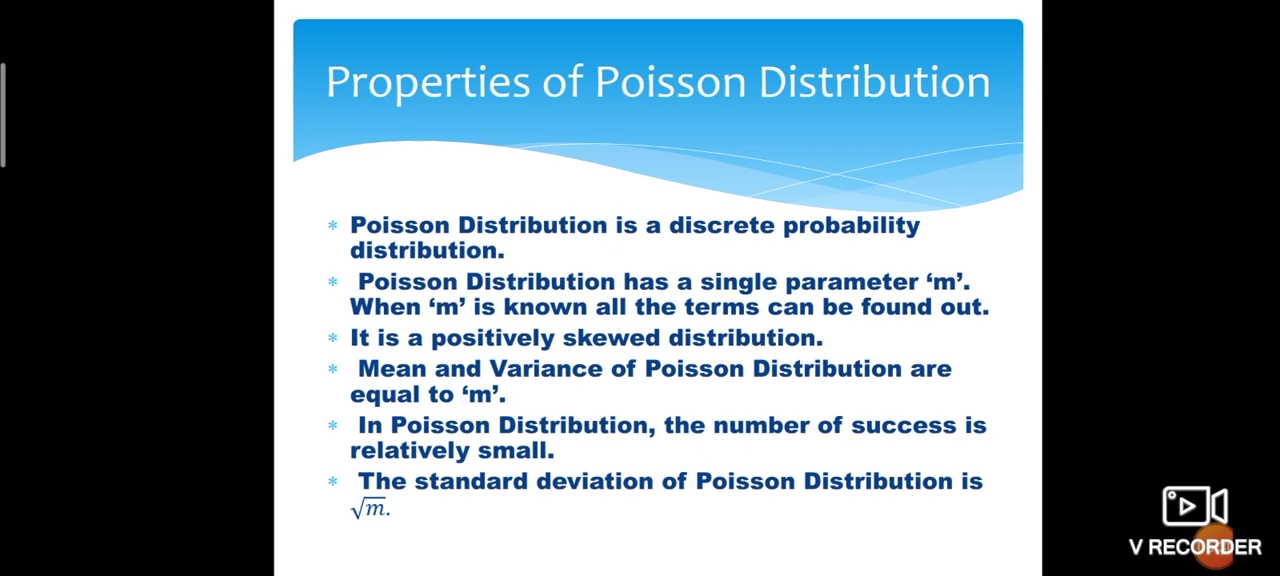 Properties of Poisson Distribution
* Poisson Distribution is a discrete probability
distribution.
* Poisson Distribution has a single parameter ‘m’.
When ‘m’ is known all the terms can be found out.
* It is a positively skewed distribution.
* Mean and Variance of Poisson Distribution are
equal to ‘m’.
* In Poisson Distribution, the number of success is
relatively small.
* The standard deviation of Poisson Distribution is
√m.
V RECORDER